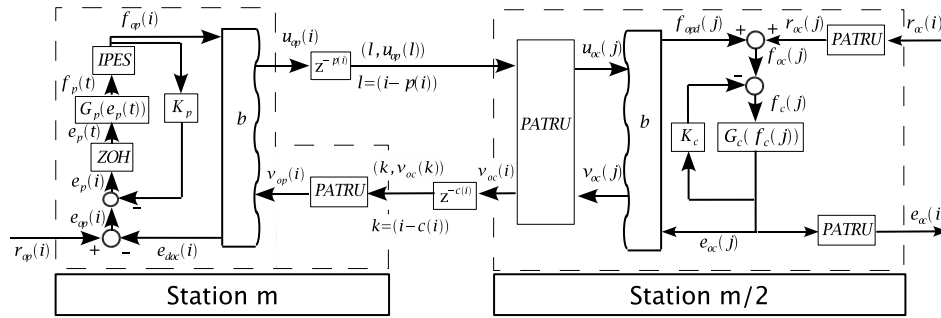 f_op(i)
IPES
f_p(t)
G_p(e_p(t))
K_p
e_p(t)
ZOH
e_p(i)
-
e_op(i)
r_op(i)
+
-
e_doc(i)
b
u_op(i)
z^-p(i)
(l, u_op(l))
l=(i-p(i))
v_op(i)
PATRU
(k, v_oc(k))
k=(i-c(i))
z^-c(i)
v_oc(i)
PATRU
u_oc(j)
v_oc(j)
b
f_opd(j)
+
+
r_oc(j)
PATRU
r_oc(i)
f_oc(j)
-
f_c(j)
K_c
G_c(f_c(j))
e_oc(j)
PATRU
e_oc(i)
Station m
Station m/2